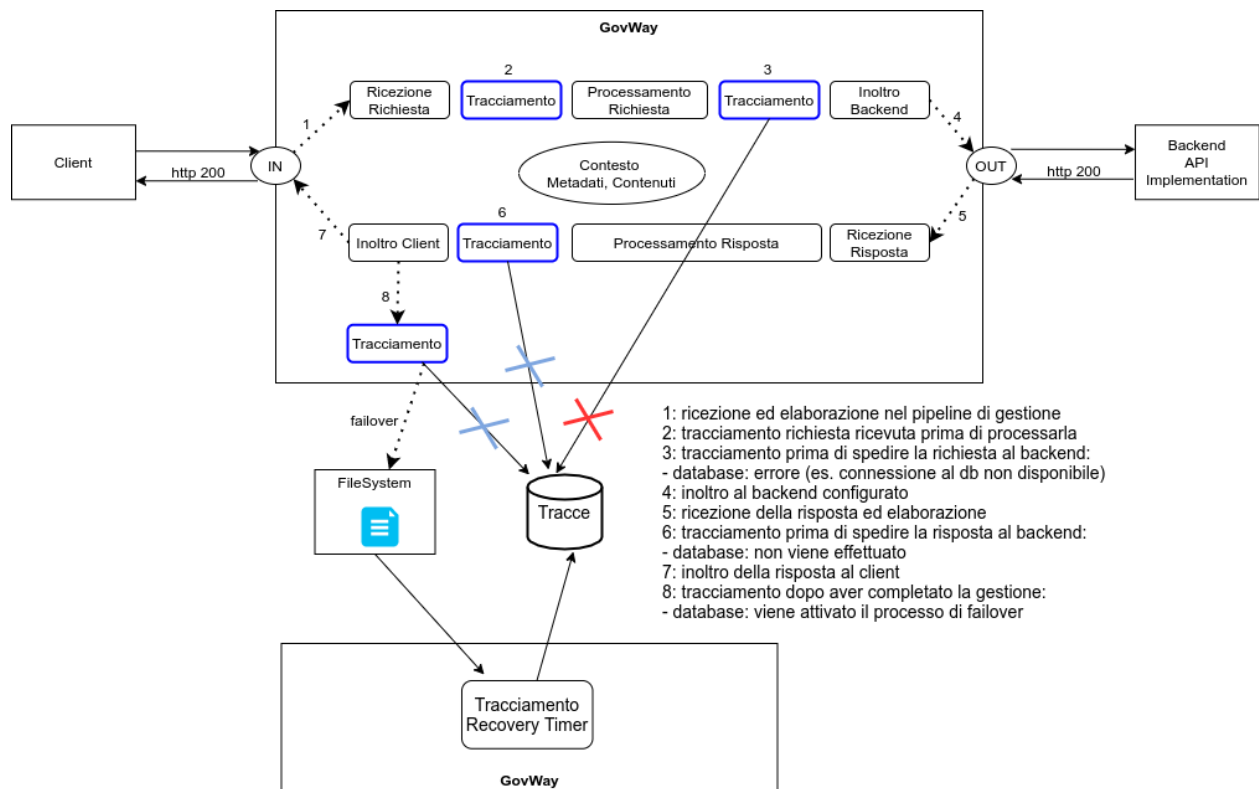 GovWay
2
3
Ricezione
Richiesta
Tracciamento
Processamento
Richiesta
Tracciamento
Inoltro
Backend
1
4
Client
http 200
IN
Contesto
Metadati, Contenuti
OUT
http 200
Backend
API
Implementation
6
7
5
Inoltro Client
Tracciamento
Processamento Risposta
Ricezione
Risposta
8
Tracciamento
failover
FileSystem
Tracce
1: ricezione ed elaborazione nel pipeline di gestione
2: tracciamento richiesta ricevuta prima di processarla
3: tracciamento prima di spedire la richiesta al backend:
- database: errore (es. connessione al db non disponibile)
4: inoltro al backend configurato
5: ricezione della risposta ed elaborazione
6: tracciamento prima di spedire la risposta al backend:
- database: non viene effettuato
7: inoltro della risposta al client
8: tracciamento dopo aver completato la gestione:
- database: viene attivato il processo di failover
Tracciamento
Recovery Timer
GovWay